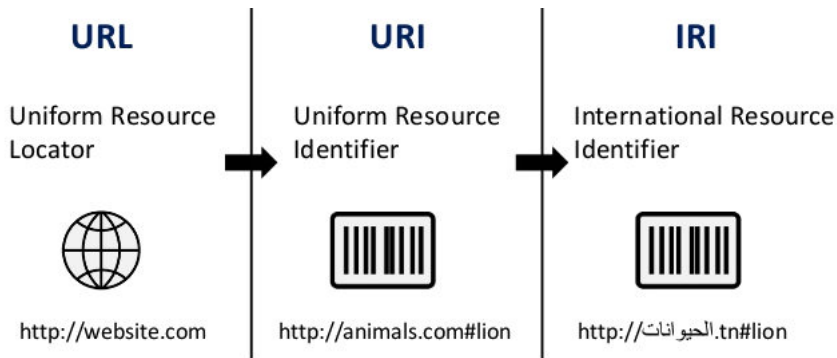 URL
Uniform Resource
Locator
http://website.com
URI
Uniform Resource
Identifier
http://animals.com#lion
IRI
International Resource
Identifier
http://الحيوانات.tn#lion